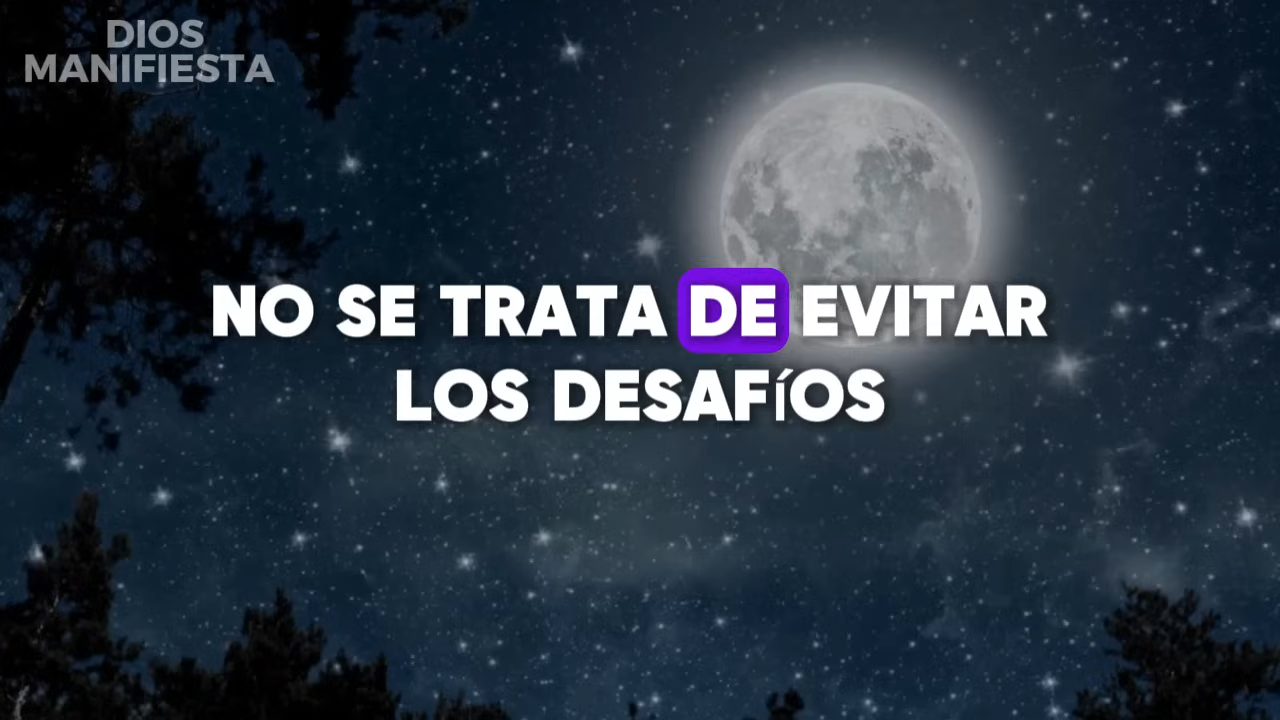 DIOS
MANIFIESTA
NO SE TRATA DE EVITAR
LOS DESAFíOS